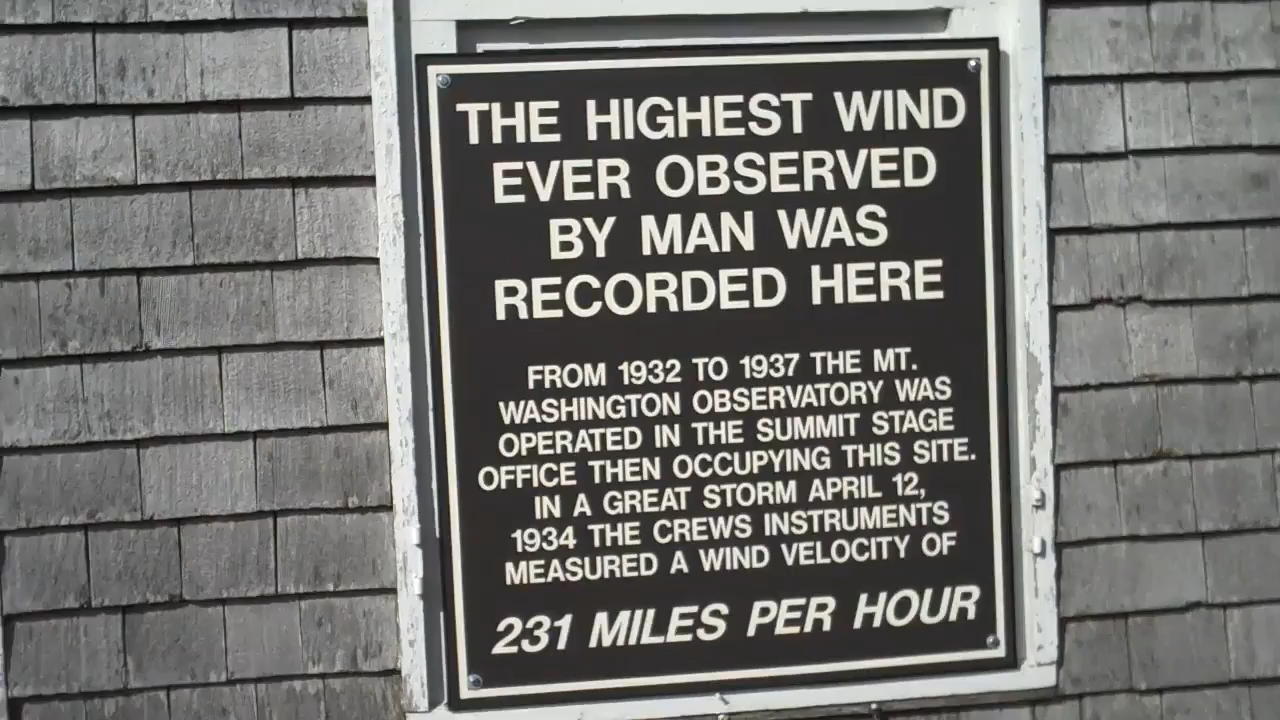 THE HIGHEST WIND
EVER OBSERVED
BY MAN WAS
RECORDED HERE
FROM 1932 TO 1937 THE MT.
WASHINGTON OBSERVATORY WAS
OPERATED IN THE SUMMIT STAGE
OFFICE THEN OCCUPYING THIS SITE.
IN A GREAT STORM APRIL 12,
1934 THE CREWS INSTRUMENTS
MEASURED A WIND VELOCITY OF
231 MILES PER HOUR